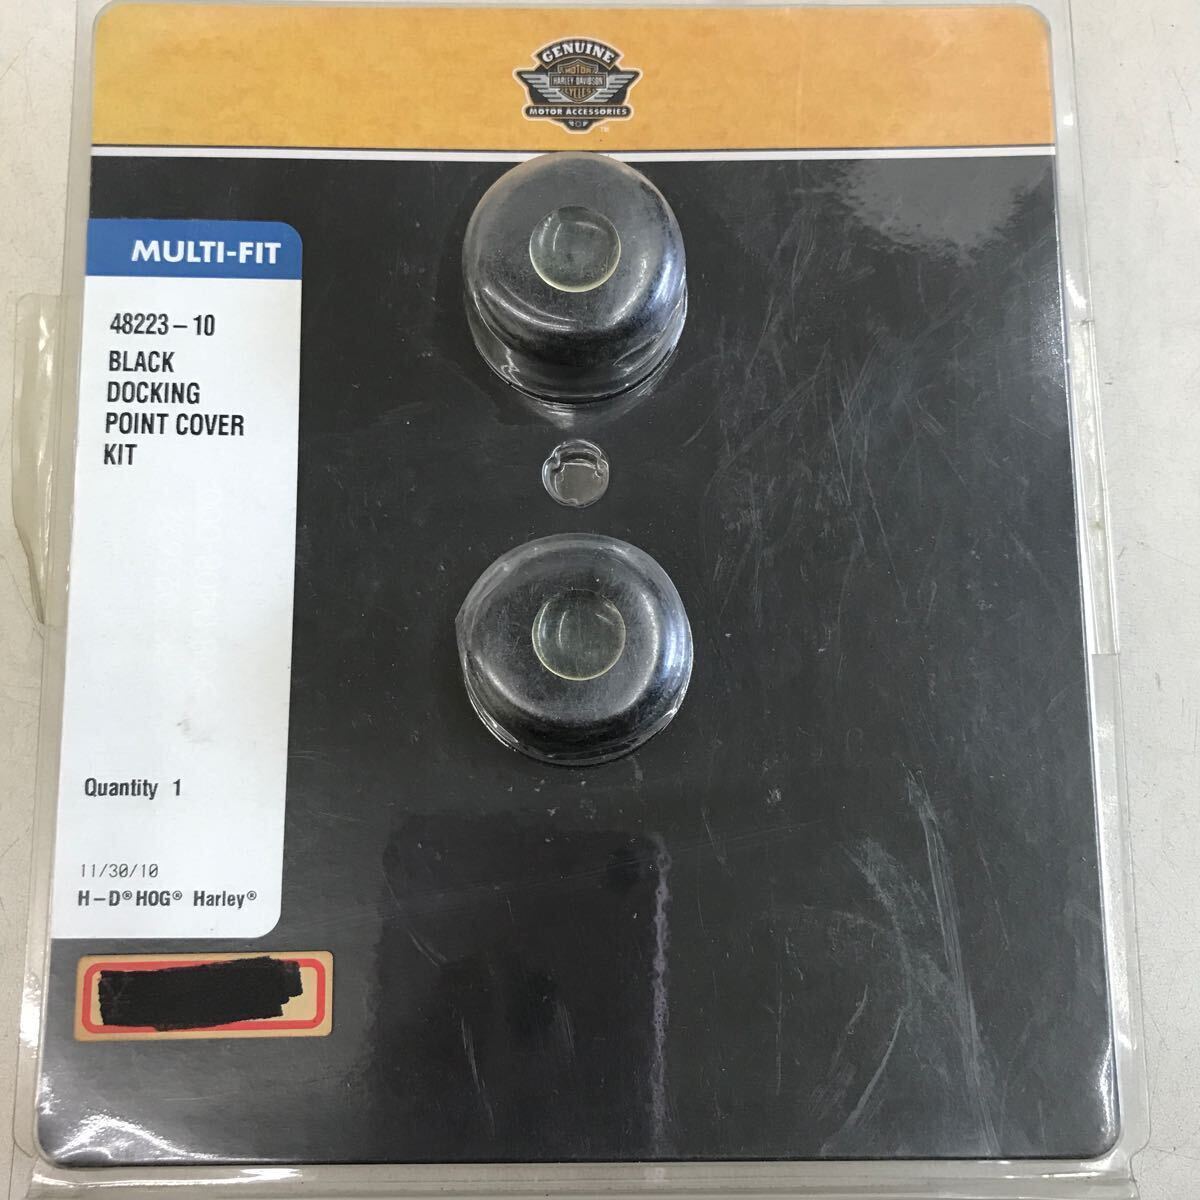 GENUINE
MOTOR
HARLEY-DAVIDSON
CYCLES
MOTOR ACCESSORIES
TM
MULTI-FIT
48223-10
BLACK
DOCKING
POINT COVER
KIT
Quantity 1
11/30/10
H-D® HOG® Harley®